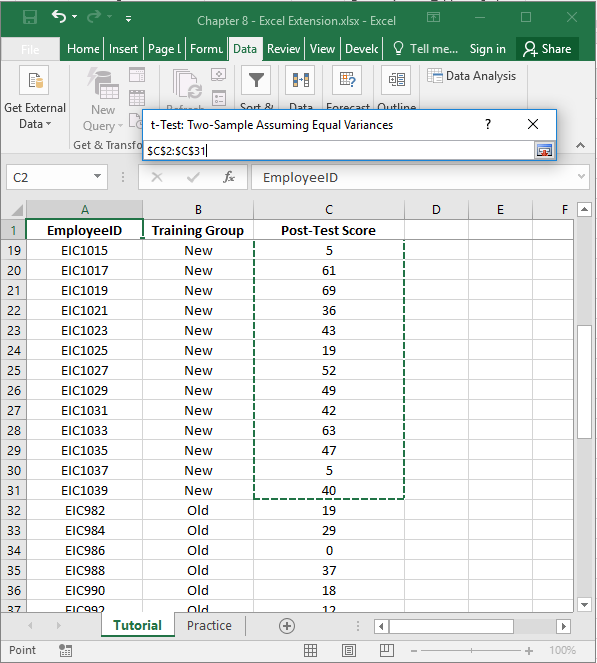 Chapter 8 - Excel Extension.xlsx - Excel
File Home Insert Page L Formu Data Review View Develo Tell me... Sign in Share
Get External Data
New Query
Refresh
Sort &
Data
Forecast
Outline
Data Analysis
Get & Transfo
t-Test: Two-Sample Assuming Equal Variances ?
$C$2:$C$31
C2 fx EmployeeID
A B C D E F
1 EmployeeID Training Group Post-Test Score
19 EIC1015 New 5
20 EIC1017 New 61
21 EIC1019 New 69
22 EIC1021 New 36
23 EIC1023 New 43
24 EIC1025 New 19
25 EIC1027 New 52
26 EIC1029 New 49
27 EIC1031 New 42
28 EIC1033 New 63
29 EIC1035 New 47
30 EIC1037 New 5
31 EIC1039 New 40
32 EIC982 Old 19
33 EIC984 Old 29
34 EIC986 Old 0
35 EIC988 Old 37
36 EIC990 Old 18
37 EIC992 Old 12
Tutorial Practice
Point 100%